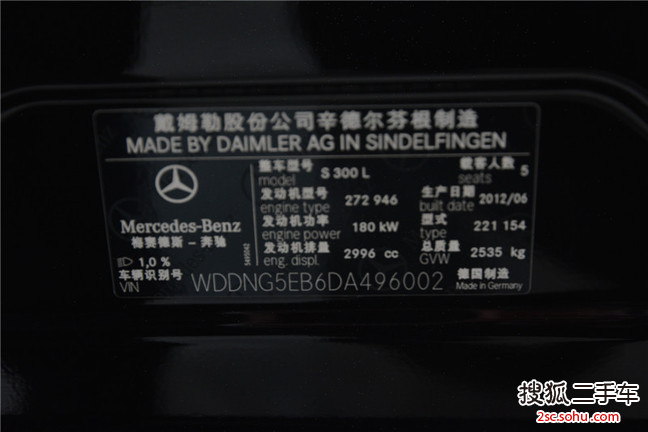 戴姆勒股份公司辛德尔芬根制造
MADE BY DAIMLER AG IN SINDELFINGEN
整车型号 S 300 L 载客人数 5
model seats
发动机型号 272 946 生产日期 2012/06
engine type built date
Mercedes-Benz 发动机功率 180 kW 型式 221 154
engine power type
梅赛德斯-奔驰 发动机排量 2996 cc 总质量 2535 kg
eng. displ. GVW
1,0 %
车辆识别号 WDDNG5EB6DA496002 德国制造
VIN Made in Germany
搜狐二手车
2sc.sohu.com